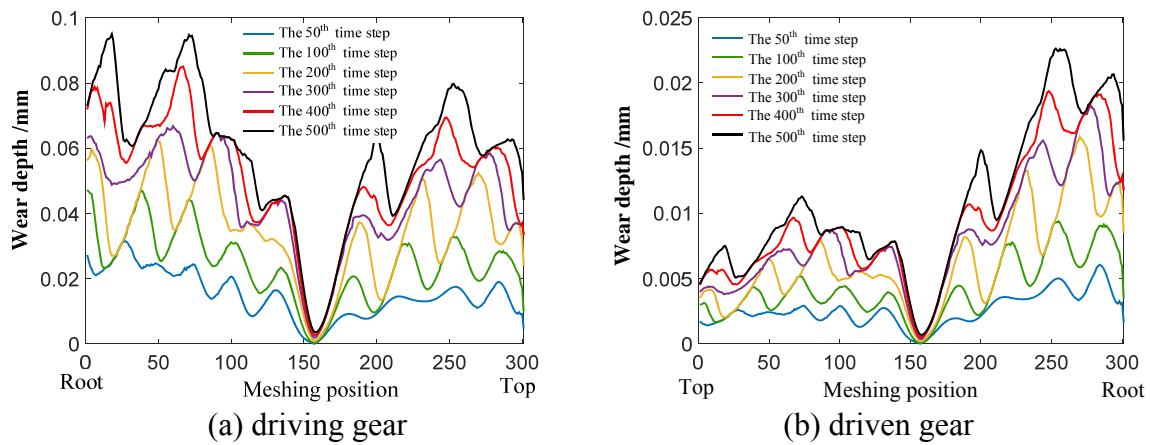 0.1
0.08
0.06
0.04
0.02
0
Wear depth /mm
The 50th time step
The 100th time step
The 200th time step
The 300th time step
The 400th time step
The 500th time step
0 50 100 150 200 250 300
Root Meshing position Top
(a) driving gear
0.025
0.02
0.015
0.01
0.005
0
Wear depth /mm
The 50th time step
The 100th time step
The 200th time step
The 300th time step
The 400th time step
The 500th time step
0 50 100 150 200 250 300
Top Meshing position Root
(b) driven gear